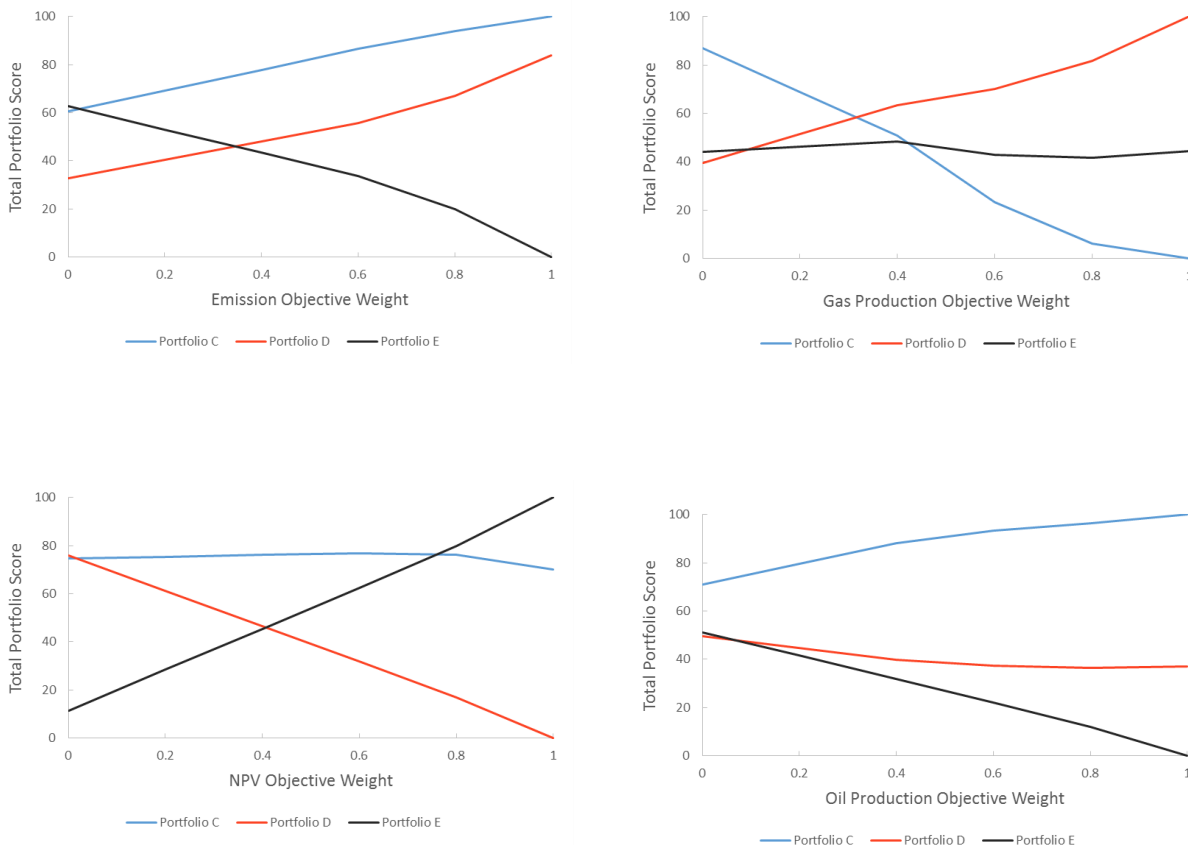 100
80
60
40
20
0
Total Portfolio Score
0 0.2 0.4 0.6 0.8 1
Emission Objective Weight
Portfolio C Portfolio D Portfolio E
100
80
60
40
20
0
Total Portfolio Score
0 0.2 0.4 0.6 0.8 1
Gas Production Objective Weight
Portfolio C Portfolio D Portfolio E
100
80
60
40
20
0
Total Portfolio Score
0 0.2 0.4 0.6 0.8 1
NPV Objective Weight
Portfolio C Portfolio D Portfolio E
100
80
60
40
20
0
Total Portfolio Score
0 0.2 0.4 0.6 0.8 1
Oil Production Objective Weight
Portfolio C Portfolio D Portfolio E